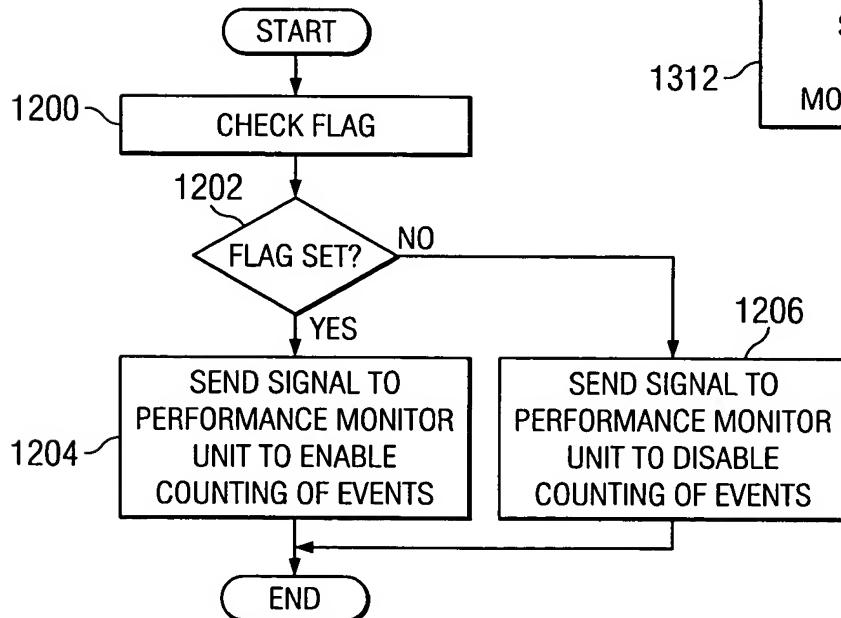 START
1200
CHECK FLAG
1202
FLAG SET?
NO
YES
1204
SEND SIGNAL TO
PERFORMANCE MONITOR
UNIT TO ENABLE
COUNTING OF EVENTS
1206
SEND SIGNAL TO
PERFORMANCE MONITOR
UNIT TO DISABLE
COUNTING OF EVENTS
END
1312